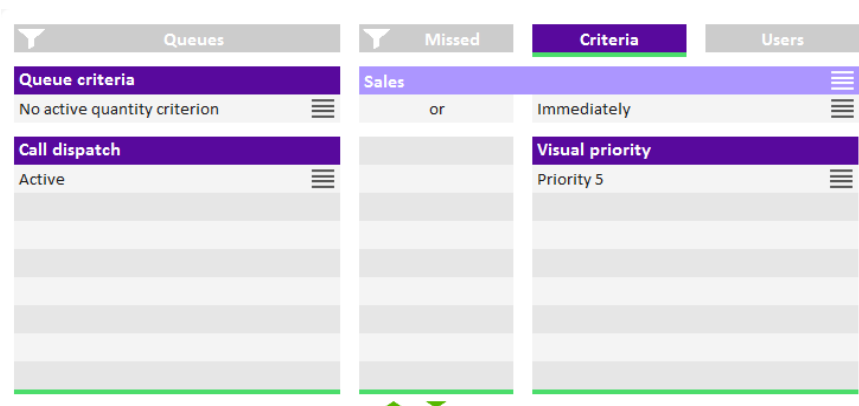 Queues Missed Criteria Users
Queue criteria Sales
No active quantity criterion or Immediately
Call dispatch Visual priority
Active Priority 5